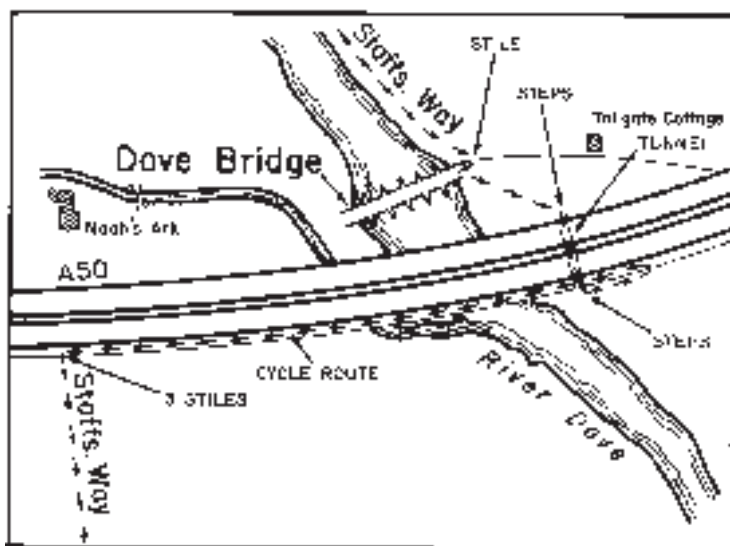 Staffs. Way
STILE
STEPS
Tollgate Cottage
TUNNEL
Dove Bridge
Noah's Ark
A50
STEPS
CYCLE ROUTE
3 STILES
River Dove
Staffs. Way